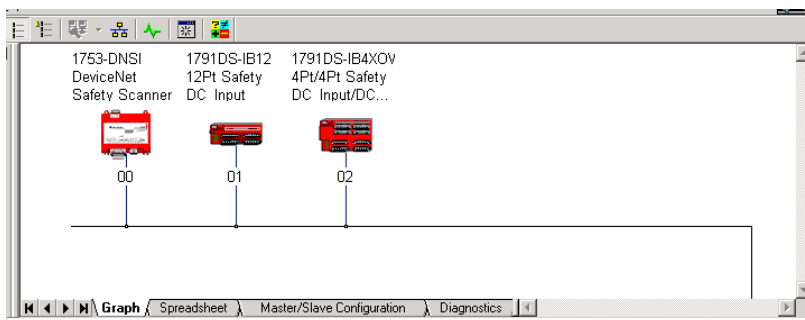 1753-DNSI
DeviceNet
Safety Scanner
1791DS-IB12
12Pt Safety
DC Input
1791DS-IB4XOV
4Pt/4Pt Safety
DC Input/DC...
00
01
02
Graph
Spreadsheet
Master/Slave Configuration
Diagnostics